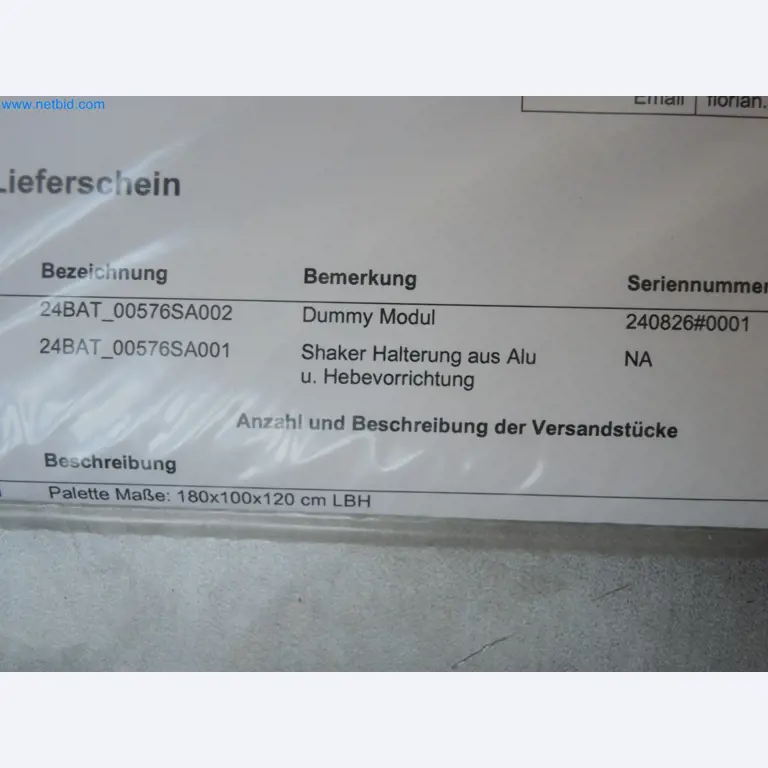 www.netbid.com
Email florian.
Lieferschein
Bezeichnung Bemerkung Seriennummer
24BAT_00576SA002 Dummy Modul 240826#0001
24BAT_00576SA001 Shaker Halterung aus Alu NA
u. Hebevorrichtung
Anzahl und Beschreibung der Versandstücke
Beschreibung
Palette Maße: 180x100x120 cm LBH